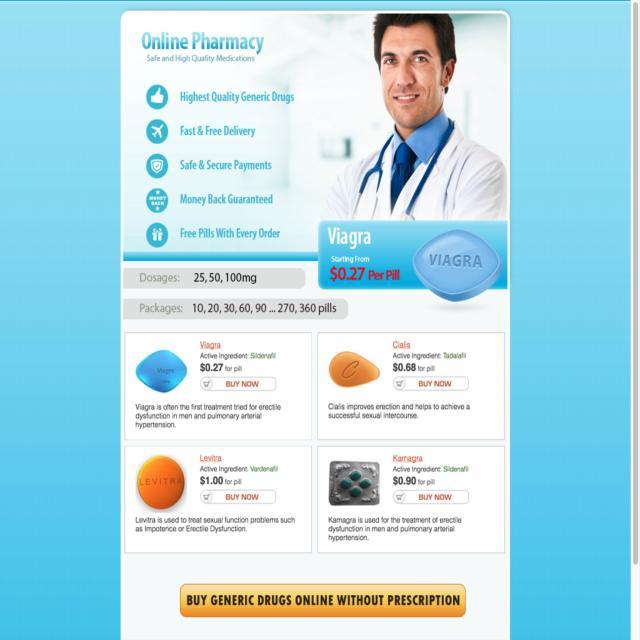 Online Pharmacy
Safe and High Quality Medications
Highest Quality Generic Drugs
Fast & Free Delivery
Safe & Secure Payments
MONEY
BACK
Money Back Guaranteed
Free Pills With Every Order
Viagra
Starting From
$0.27 Per Pill
VIAGRA
Dosages: 25, 50, 100mg
Packages: 10, 20, 30, 60, 90 ... 270, 360 pills
Viagra
Viagra
Active Ingredient: Sildenafil
$0.27 for pill
BUY NOW
Viagra is often the first treatment tried for erectile
dysfunction in men and pulmonary arterial
hypertension.
C
Cialis
Active Ingredient: Tadalafil
$0.68 for pill
BUY NOW
Cialis improves erection and helps to achieve a
successful sexual intercourse.
LEVITRA
Levitra
Active Ingredient: Vardenafil
$1.00 for pill
BUY NOW
Levitra is used to treat sexual function problems such
as Impotence or Erectile Dysfunction.
Kamagra
Active Ingredient: Sildenafil
$0.90 for pill
BUY NOW
Kamagra is used for the treatment of erectile
dysfunction in men and pulmonary arterial
hypertension.
BUY GENERIC DRUGS ONLINE WITHOUT PRESCRIPTION